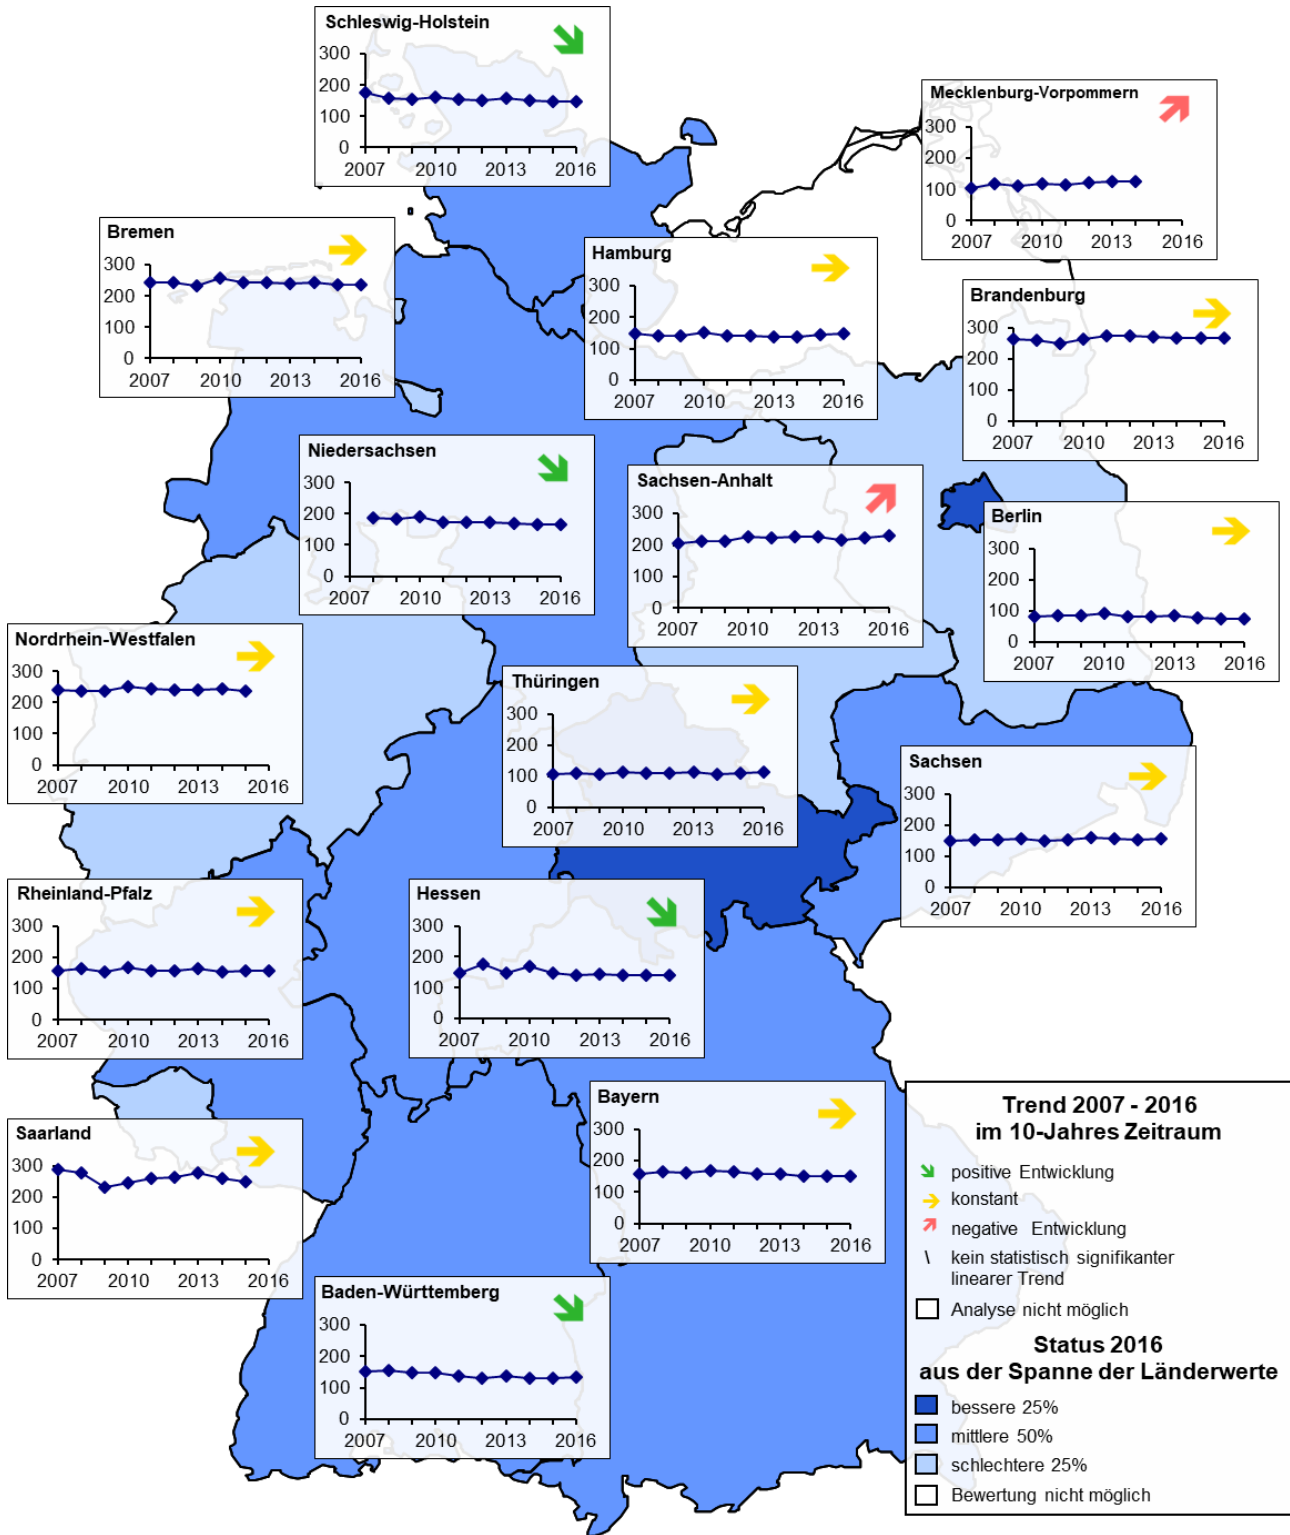 Schleswig-Holstein
300
200
100
0
2007 2010 2013 2016
Mecklenburg-Vorpommern
300
200
100
0
2007 2010 2013 2016
Bremen
300
200
100
0
2007 2010 2013 2016
Hamburg
300
200
100
0
2007 2010 2013 2016
Brandenburg
300
200
100
0
2007 2010 2013 2016
Niedersachsen
300
200
100
0
2007 2010 2013 2016
Sachsen-Anhalt
300
200
100
0
2007 2010 2013 2016
Berlin
300
200
100
0
2007 2010 2013 2016
Nordrhein-Westfalen
300
200
100
0
2007 2010 2013 2016
Thüringen
300
200
100
0
2007 2010 2013 2016
Sachsen
300
200
100
0
2007 2010 2013 2016
Rheinland-Pfalz
300
200
100
0
2007 2010 2013 2016
Hessen
300
200
100
0
2007 2010 2013 2016
Saarland
300
200
100
0
2007 2010 2013 2016
Bayern
300
200
100
0
2007 2010 2013 2016
Baden-Württemberg
300
200
100
0
2007 2010 2013 2016
Trend 2007 - 2016
im 10-Jahres Zeitraum
positive Entwicklung
konstant
negative Entwicklung
\ kein statistisch signifikanter
linearer Trend
Analyse nicht möglich
Status 2016
aus der Spanne der Länderwerte
bessere 25%
mittlere 50%
schlechtere 25%
Bewertung nicht möglich